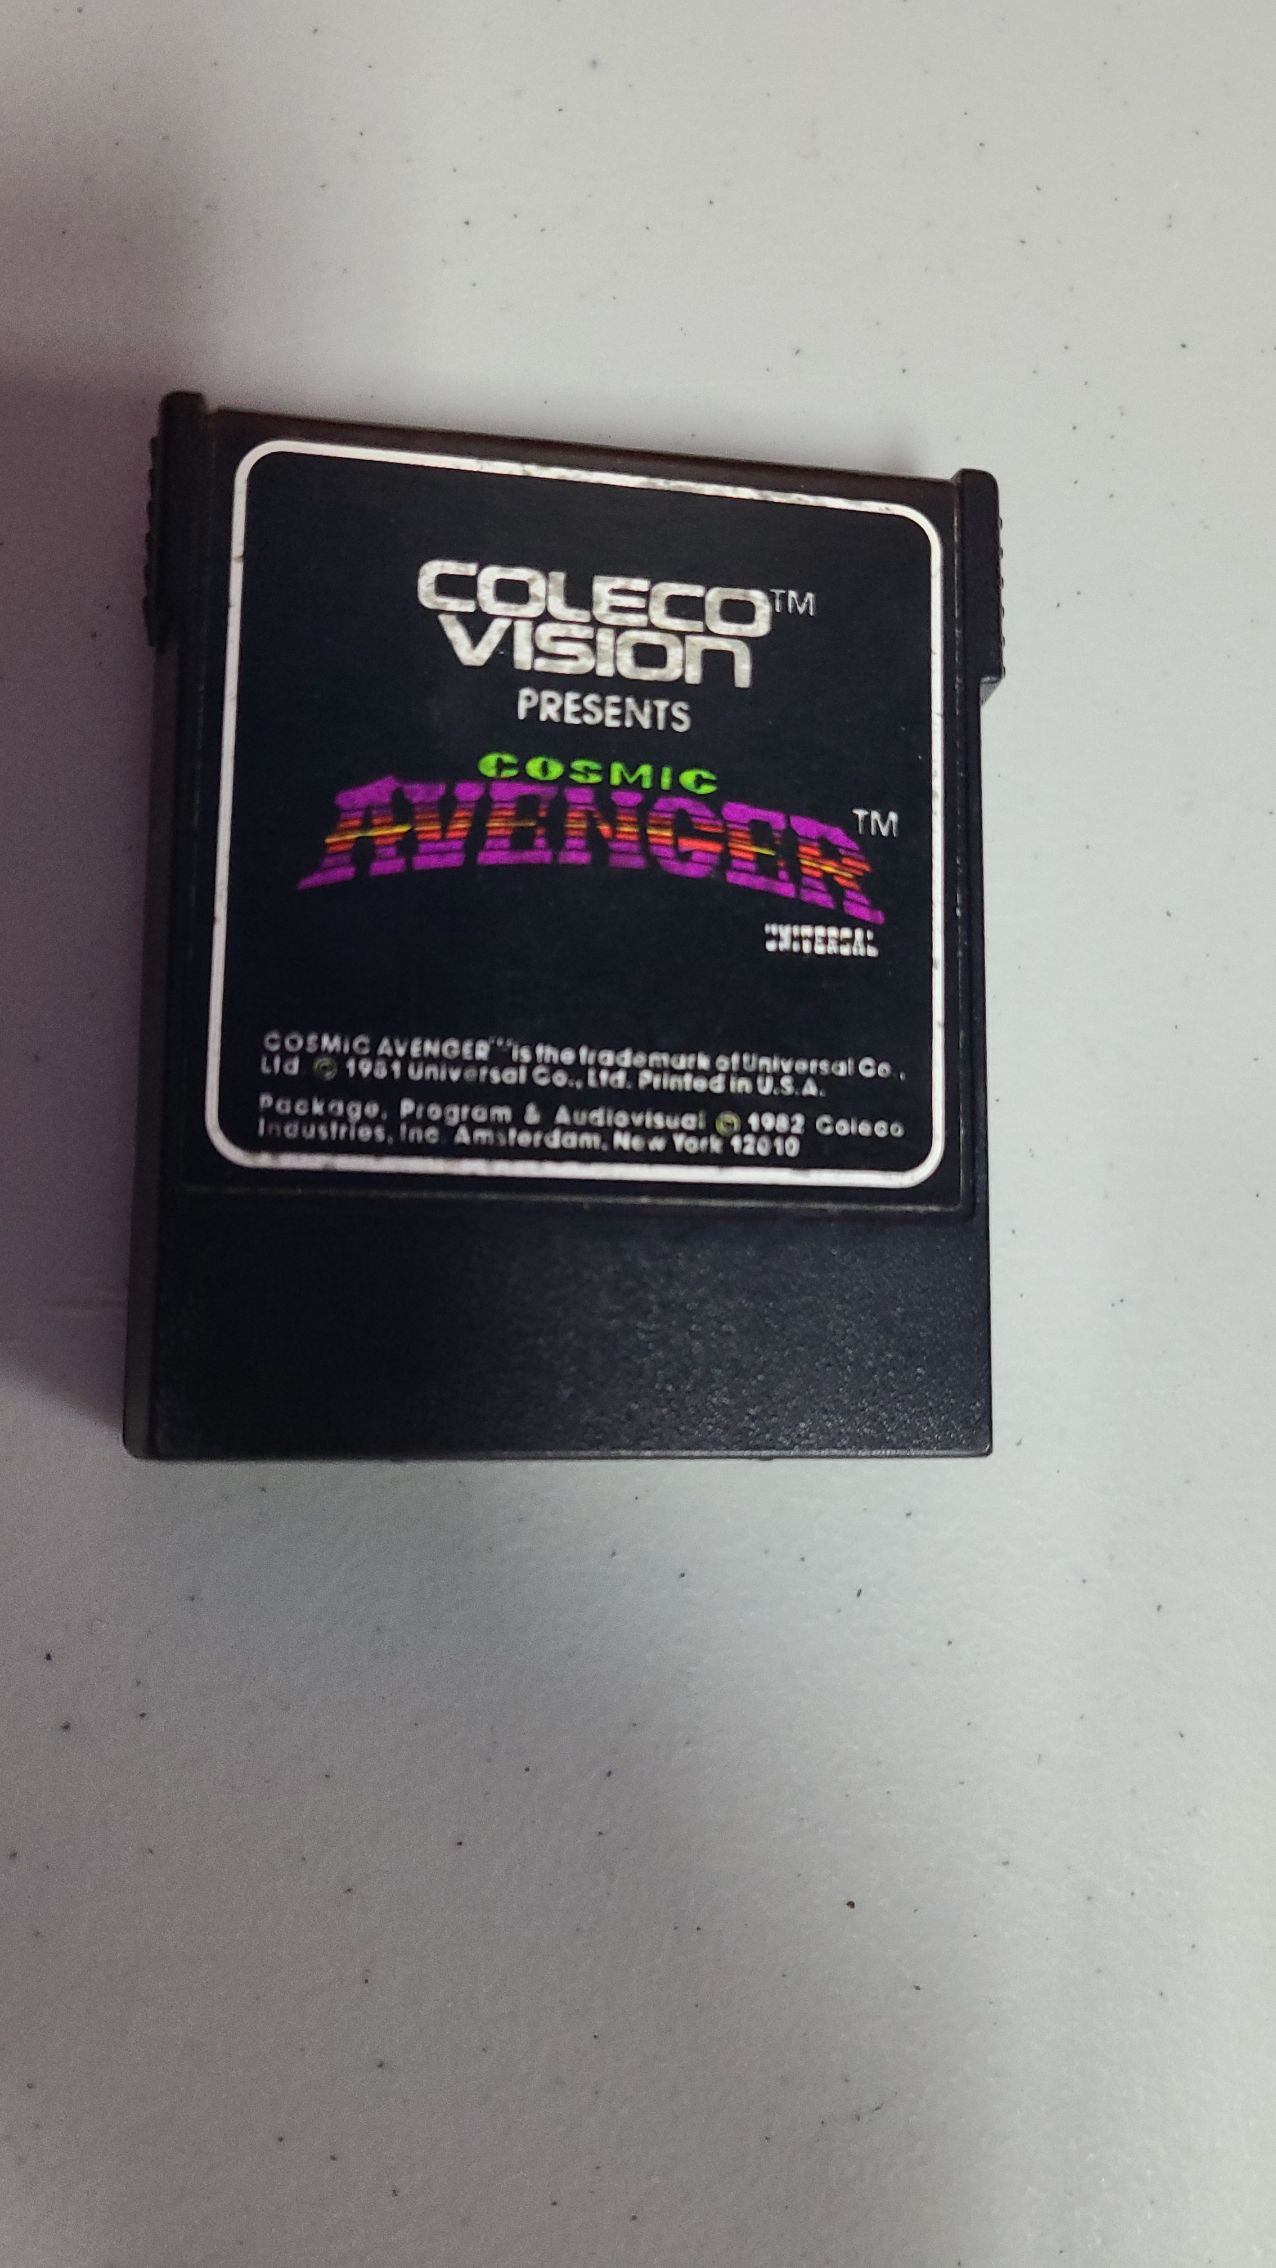 COLECO™
VISION
PRESENTS
COSMIC
AVENGER™
UNIVERSAL
COSMIC AVENGER™ is the trademark of Universal Co.,
Ltd © 1981 Universal Co., Ltd. Printed in U.S.A.
Package, Program & Audiovisual © 1982 Coleco
Industries, Inc. Amsterdam, New York 12010